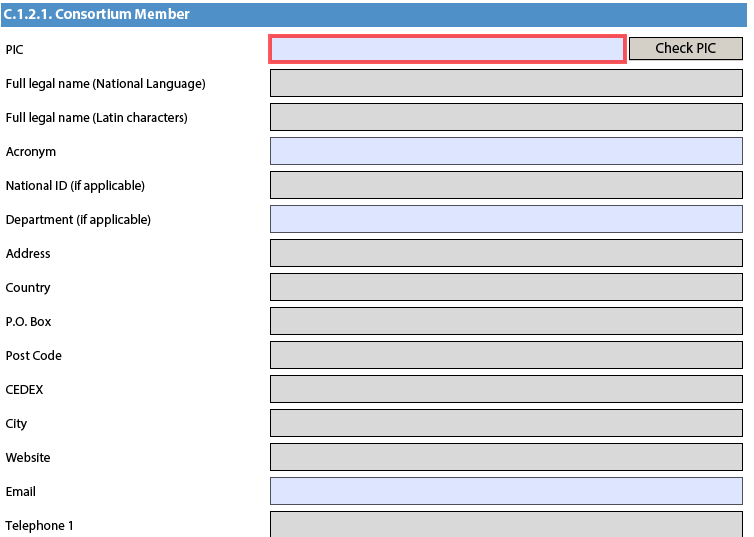 C.1.2.1. Consortium Member
PIC
Check PIC
Full legal name (National Language)
Full legal name (Latin characters)
Acronym
National ID (if applicable)
Department (if applicable)
Address
Country
P.O. Box
Post Code
CEDEX
City
Website
Email
Telephone 1